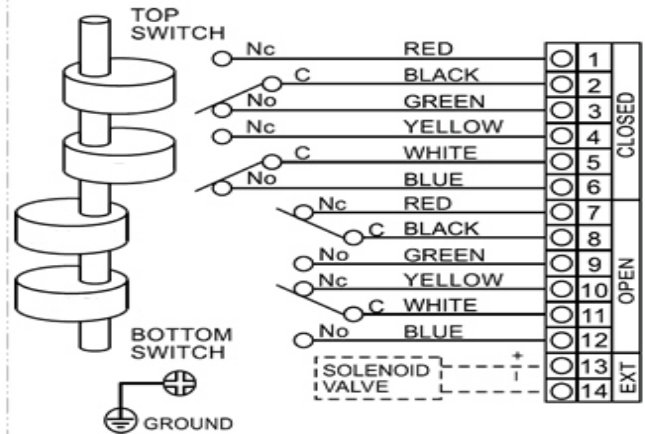 TOP
SWITCH
Nc RED 1
C BLACK 2
No GREEN 3
Nc YELLOW 4
C WHITE 5
No BLUE 6
CLOSED
Nc RED 7
C BLACK 8
No GREEN 9
Nc YELLOW 10
C WHITE 11
No BLUE 12
OPEN
BOTTOM
SWITCH
SOLENOID
VALVE
+
13
14
EXT
GROUND